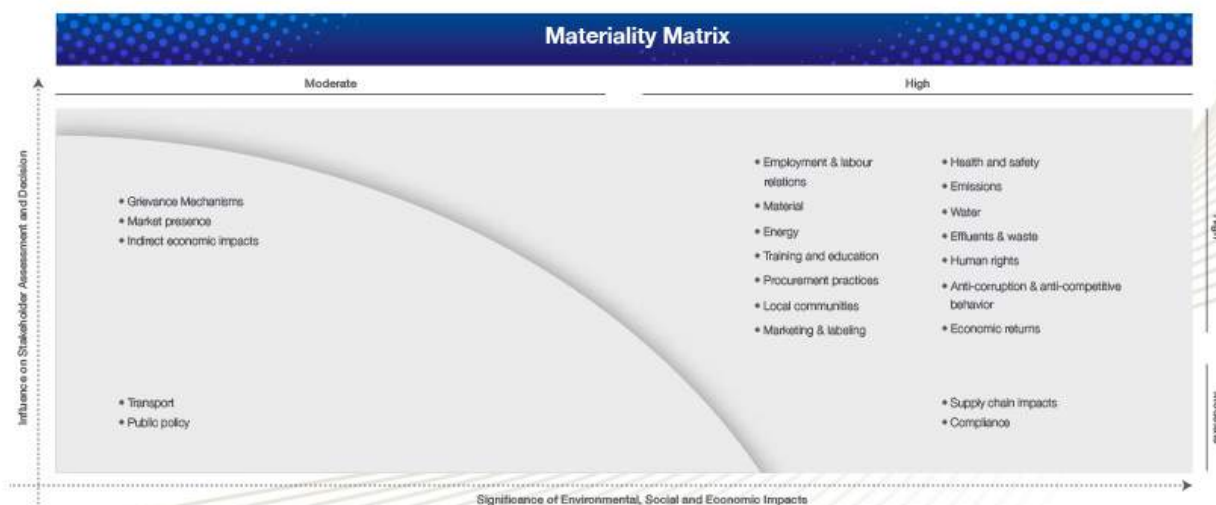 Materiality Matrix
Moderate
High
Influence on Stakeholder Assessment and Decision
• Grievance Mechanisms
• Market presence
• Indirect economic impacts
• Transport
• Public policy
• Employment & labour
relations
• Material
• Energy
• Training and education
• Procurement practices
• Local communities
• Marketing & labeling
• Health and safety
• Emissions
• Water
• Effluents & waste
• Human rights
• Anti-corruption & anti-competitive
behavior
• Economic returns
• Supply chain impacts
• Compliance
Significance of Environmental, Social and Economic Impacts